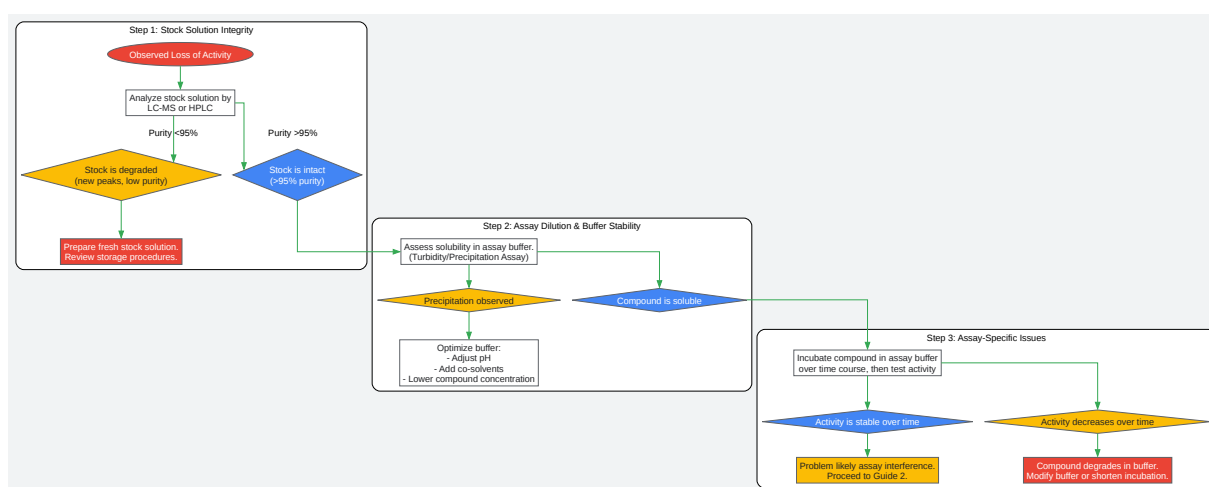 Step 1: Stock Solution Integrity
Observed Loss of Activity
Analyze stock solution by
LC-MS or HPLC
Purity <95%
Purity >95%
Stock is degraded
(new peaks, low purity)
Stock is intact
(>95% purity)
Prepare fresh stock solution.
Review storage procedures.
Step 2: Assay Dilution & Buffer Stability
Assess solubility in assay buffer.
(Turbidity/Precipitation Assay)
Precipitation observed
Compound is soluble
Optimize buffer:
- Adjust pH
- Add co-solvents
- Lower compound concentration
Step 3: Assay-Specific Issues
Incubate compound in assay buffer
over time course, then test activity
Activity is stable over time
Activity decreases over time
Problem likely assay interference.
Proceed to Guide 2.
Compound degrades in buffer.
Modify buffer or shorten incubation.